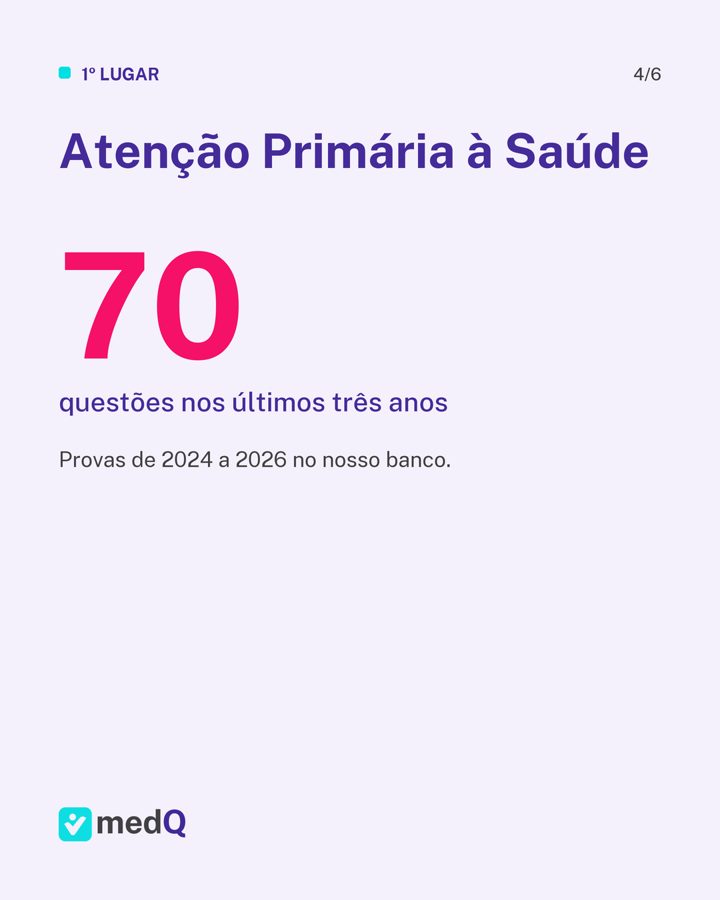 1º LUGAR
4/6
Atenção Primária à Saúde
70
questões nos últimos três anos
Provas de 2024 a 2026 no nosso banco.
medQ